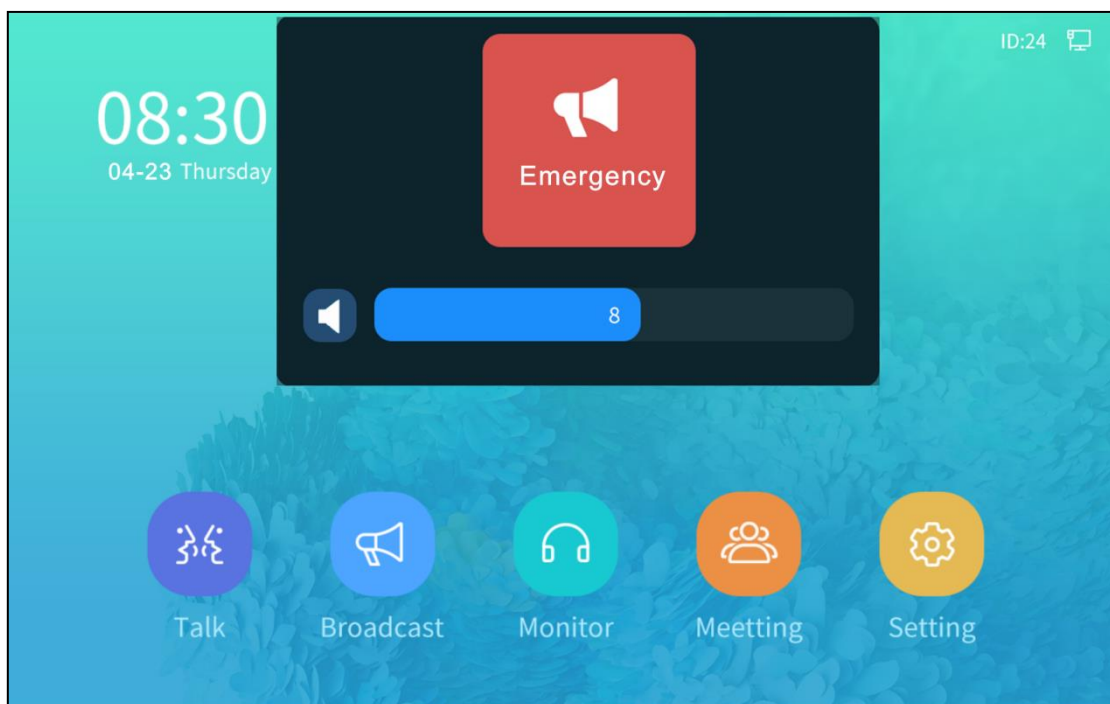 ID:24
08:30
04-23 Thursday
Emergency
8
Talk
Broadcast
Monitor
Meetting
Setting